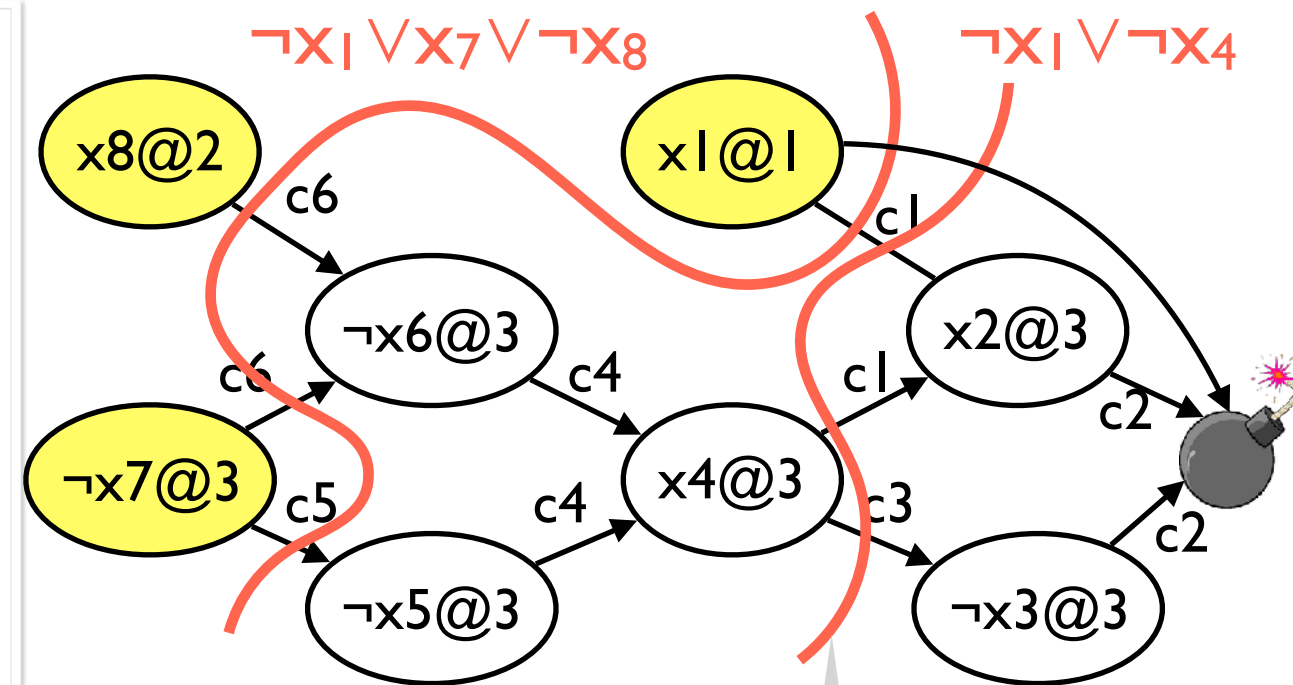 ¬x1 ∨ x7 ∨ ¬x8
¬x1 ∨ ¬x4
x8@2
x1@1
c6
c1
¬x6@3
x2@3
c6
c4
c1
c2
¬x7@3
x4@3
c5
c4
c3
c2
¬x5@3
¬x3@3